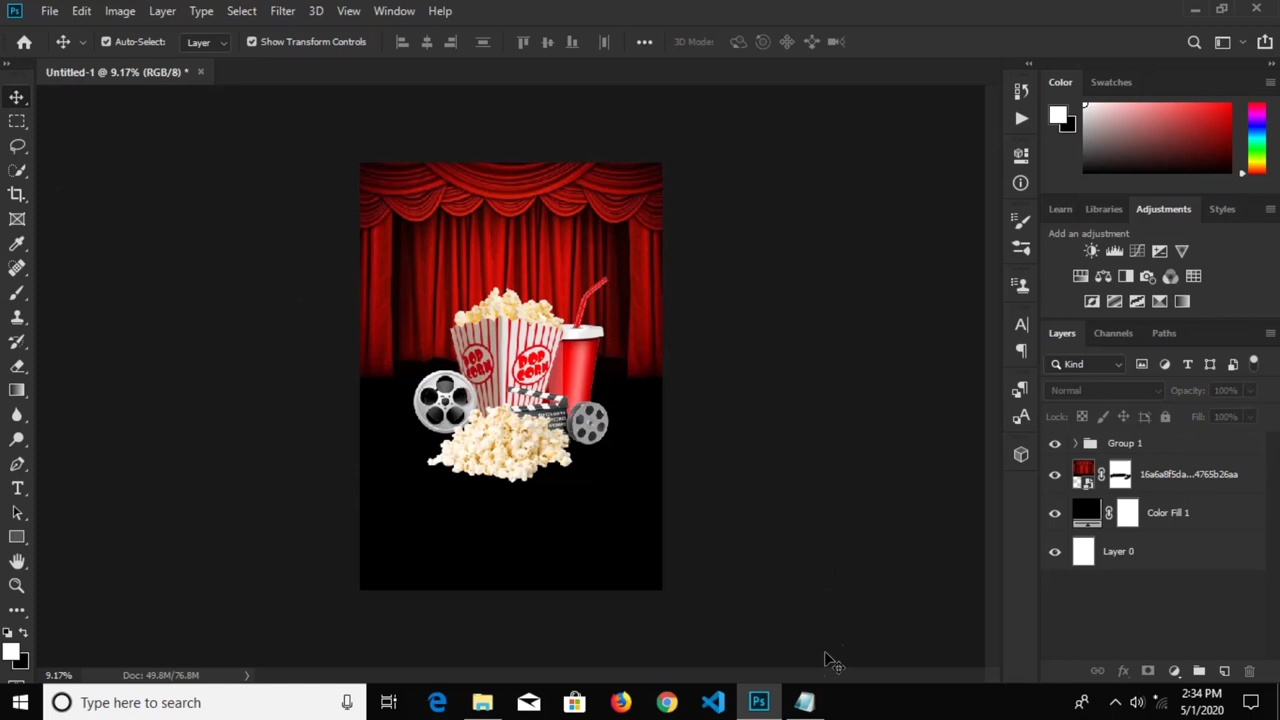 Ps File Edit Image Layer Type Select Filter 3D View Window Help
Auto-Select: Layer Show Transform Controls 3D Mode:
Untitled-1 @ 9.17% (RGB/8) *
Color Swatches
Learn Libraries Adjustments Styles
Add an adjustment
POP CORN
POP CORN
Layers Channels Paths
Kind
Normal Opacity: 100%
Lock: Fill: 100%
Group 1
16a6a8f5da...4765b26aa
Color Fill 1
Layer 0
9.17% Doc: 49.8M/76.8M
Type here to search
Ps
2:34 PM
5/1/2020